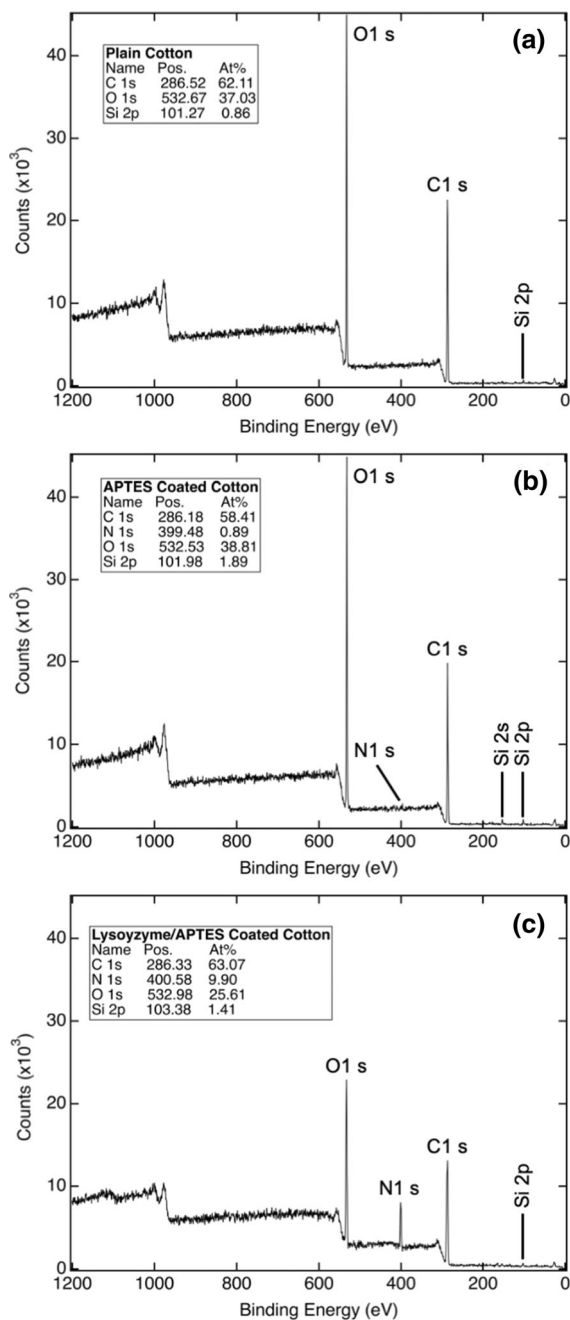 (a)
O1 s
Plain Cotton
Name Pos. At%
C 1s 286.52 62.11
O 1s 532.67 37.03
Si 2p 101.27 0.86
C1 s
Si 2p
Counts (x10³)
40
30
20
10
0
1200 1000 800 600 400 200 0
Binding Energy (eV)
(b)
O1 s
APTES Coated Cotton
Name Pos. At%
C 1s 286.18 58.41
N 1s 399.48 0.89
O 1s 532.53 38.81
Si 2p 101.98 1.89
C1 s
N1 s
Si 2s
Si 2p
Counts (x10³)
40
30
20
10
0
1200 1000 800 600 400 200 0
Binding Energy (eV)
(c)
Lysoyzyme/APTES Coated Cotton
Name Pos. At%
C 1s 286.33 63.07
N 1s 400.58 9.90
O 1s 532.98 25.61
Si 2p 103.38 1.41
O1 s
N1 s
C1 s
Si 2p
Counts (x10³)
40
30
20
10
0
1200 1000 800 600 400 200 0
Binding Energy (eV)